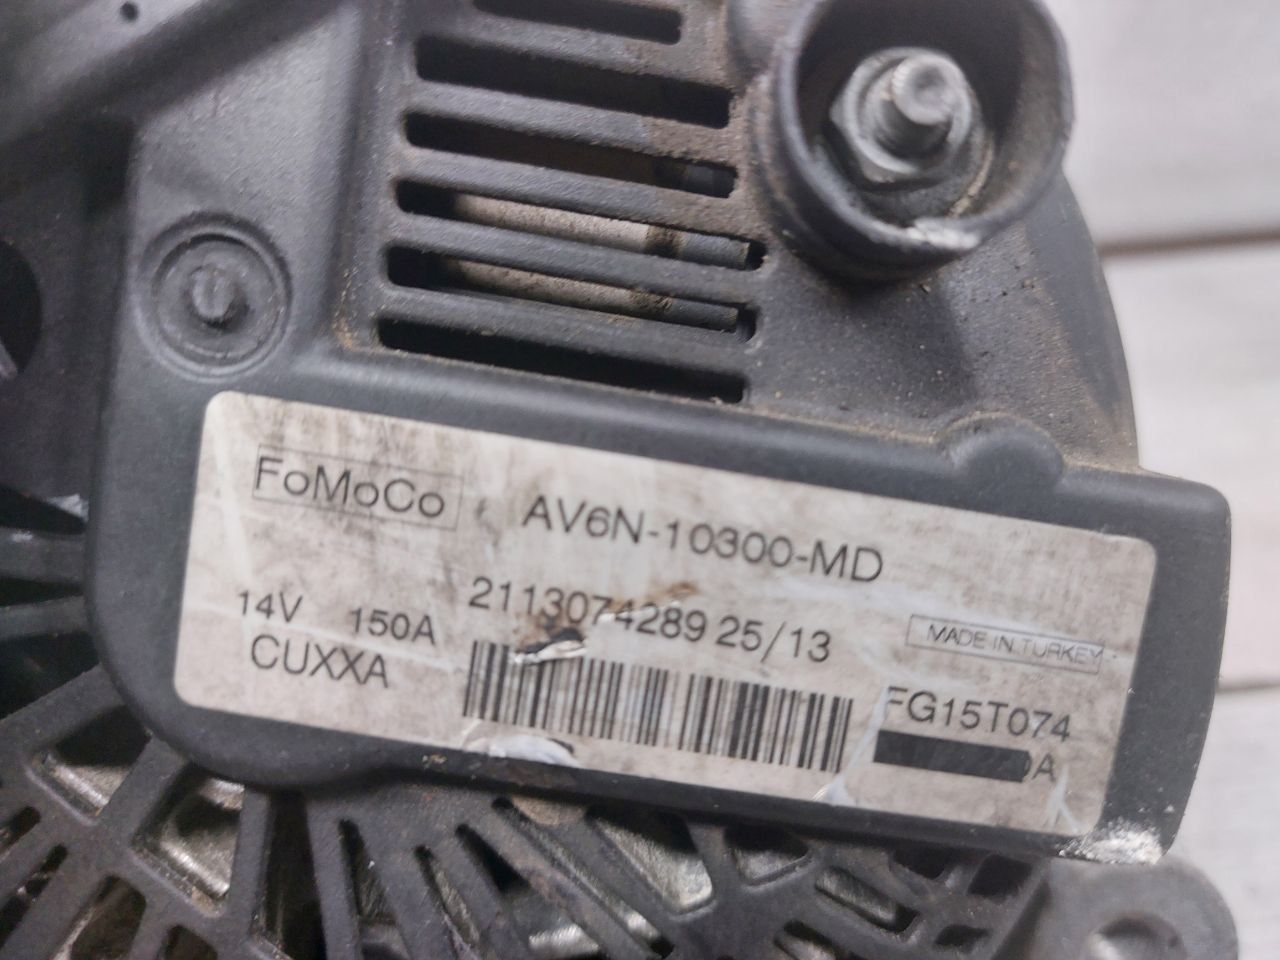 FoMoCo AV6N-10300-MD
14V 150A 2113074289 25/13
CUXXA
MADE IN TURKEY
FG15T074